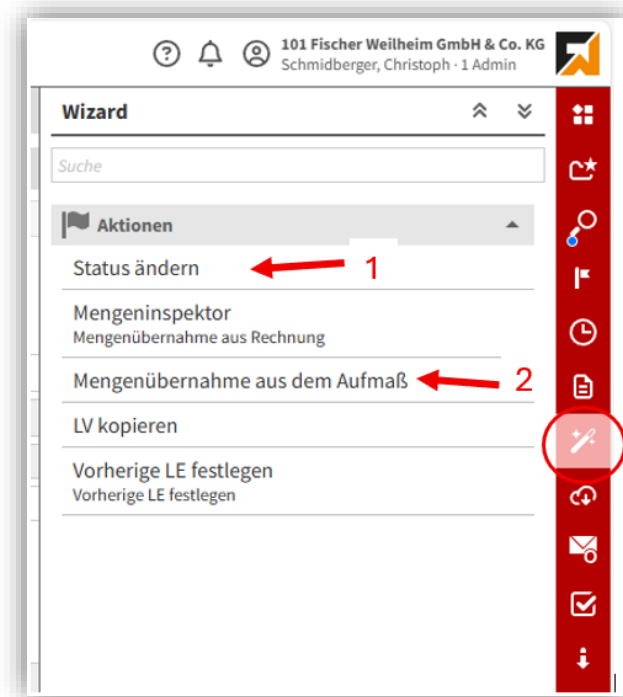 101 Fischer Weilheim GmbH & Co. KG
Schmidberger, Christoph · 1 Admin
Wizard
Suche
Aktionen
Status ändern 1
Mengeninspektor
Mengenübernahme aus Rechnung
Mengenübernahme aus dem Aufmaß 2
LV kopieren
Vorherige LE festlegen
Vorherige LE festlegen